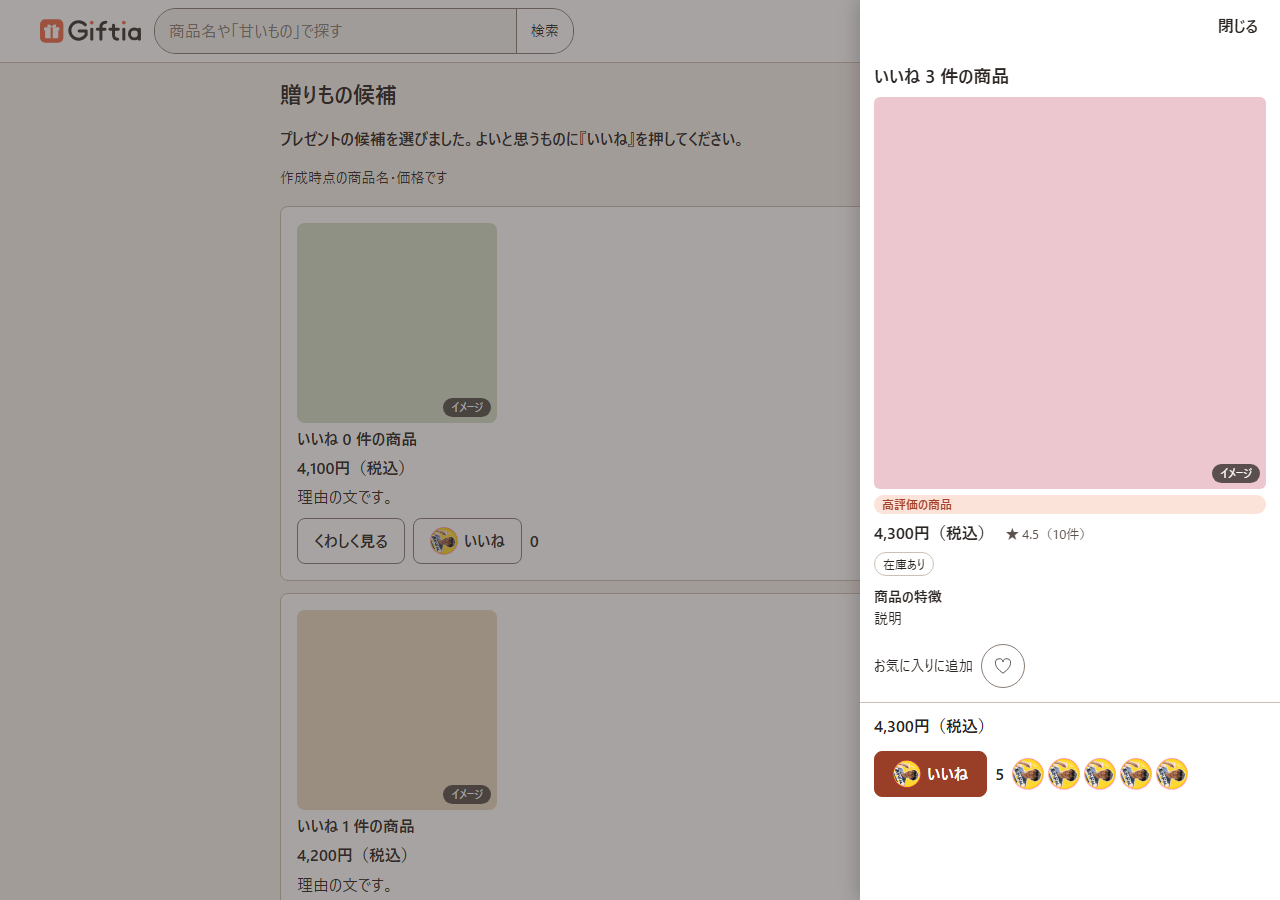 Giftia
商品名や「甘いもの」で探す
検索
贈りもの候補
プレゼントの候補を選びました。よいと思うものに『いいね』を押してください。
作成時点の商品名・価格です
イメージ
いいね 0 件の商品
4,100円（税込）
理由の文です。
くわしく見る
いいね
0
イメージ
いいね 1 件の商品
4,200円（税込）
理由の文です。
閉じる
いいね 3 件の商品
イメージ
高評価の商品
4,300円（税込） ★ 4.5（10件）
在庫あり
商品の特徴
説明
お気に入りに追加
4,300円（税込）
いいね
5